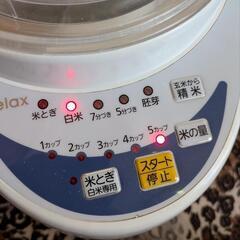 elax
米とぎ 白米 7分づき 5分づき 胚芽
玄米から
精米
1カップ 2カップ 3カップ 4カップ 5カップ
米の量
米とぎ
白米専用
スタート
停止